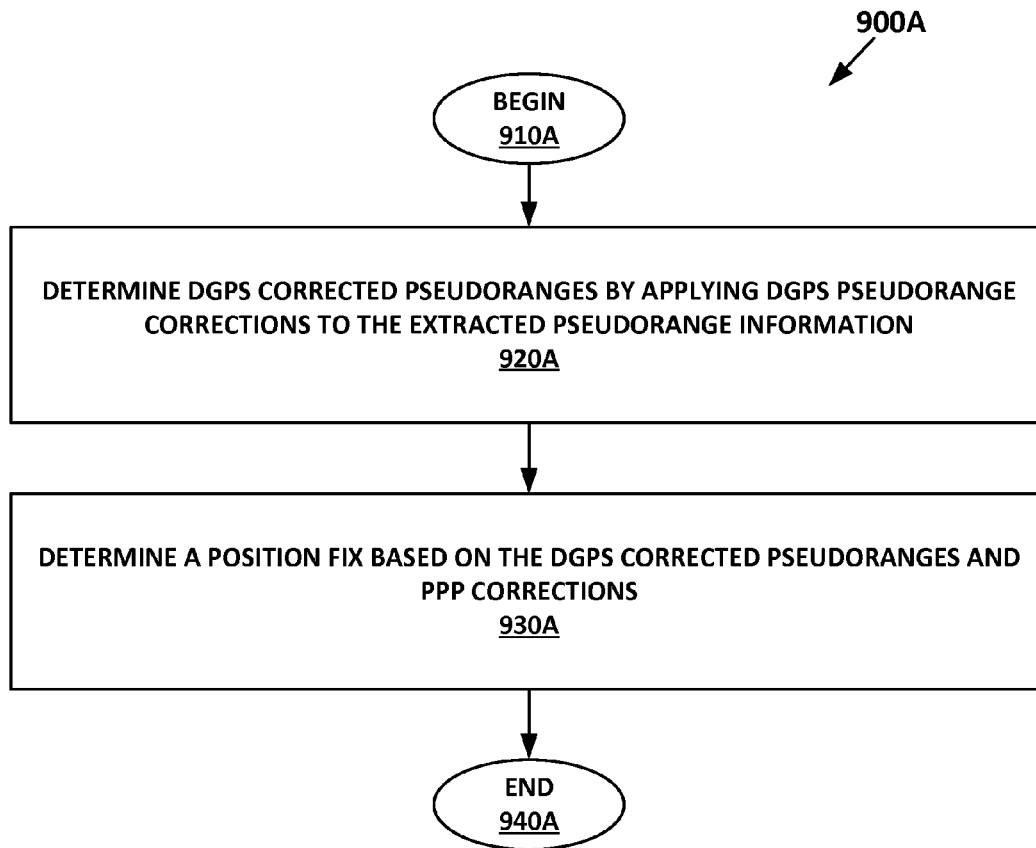 900A
BEGIN
910A
DETERMINE DGPS CORRECTED PSEUDORANGES BY APPLYING DGPS PSEUDORANGE
CORRECTIONS TO THE EXTRACTED PSEUDORANGE INFORMATION
920A
DETERMINE A POSITION FIX BASED ON THE DGPS CORRECTED PSEUDORANGES AND
PPP CORRECTIONS
930A
END
940A